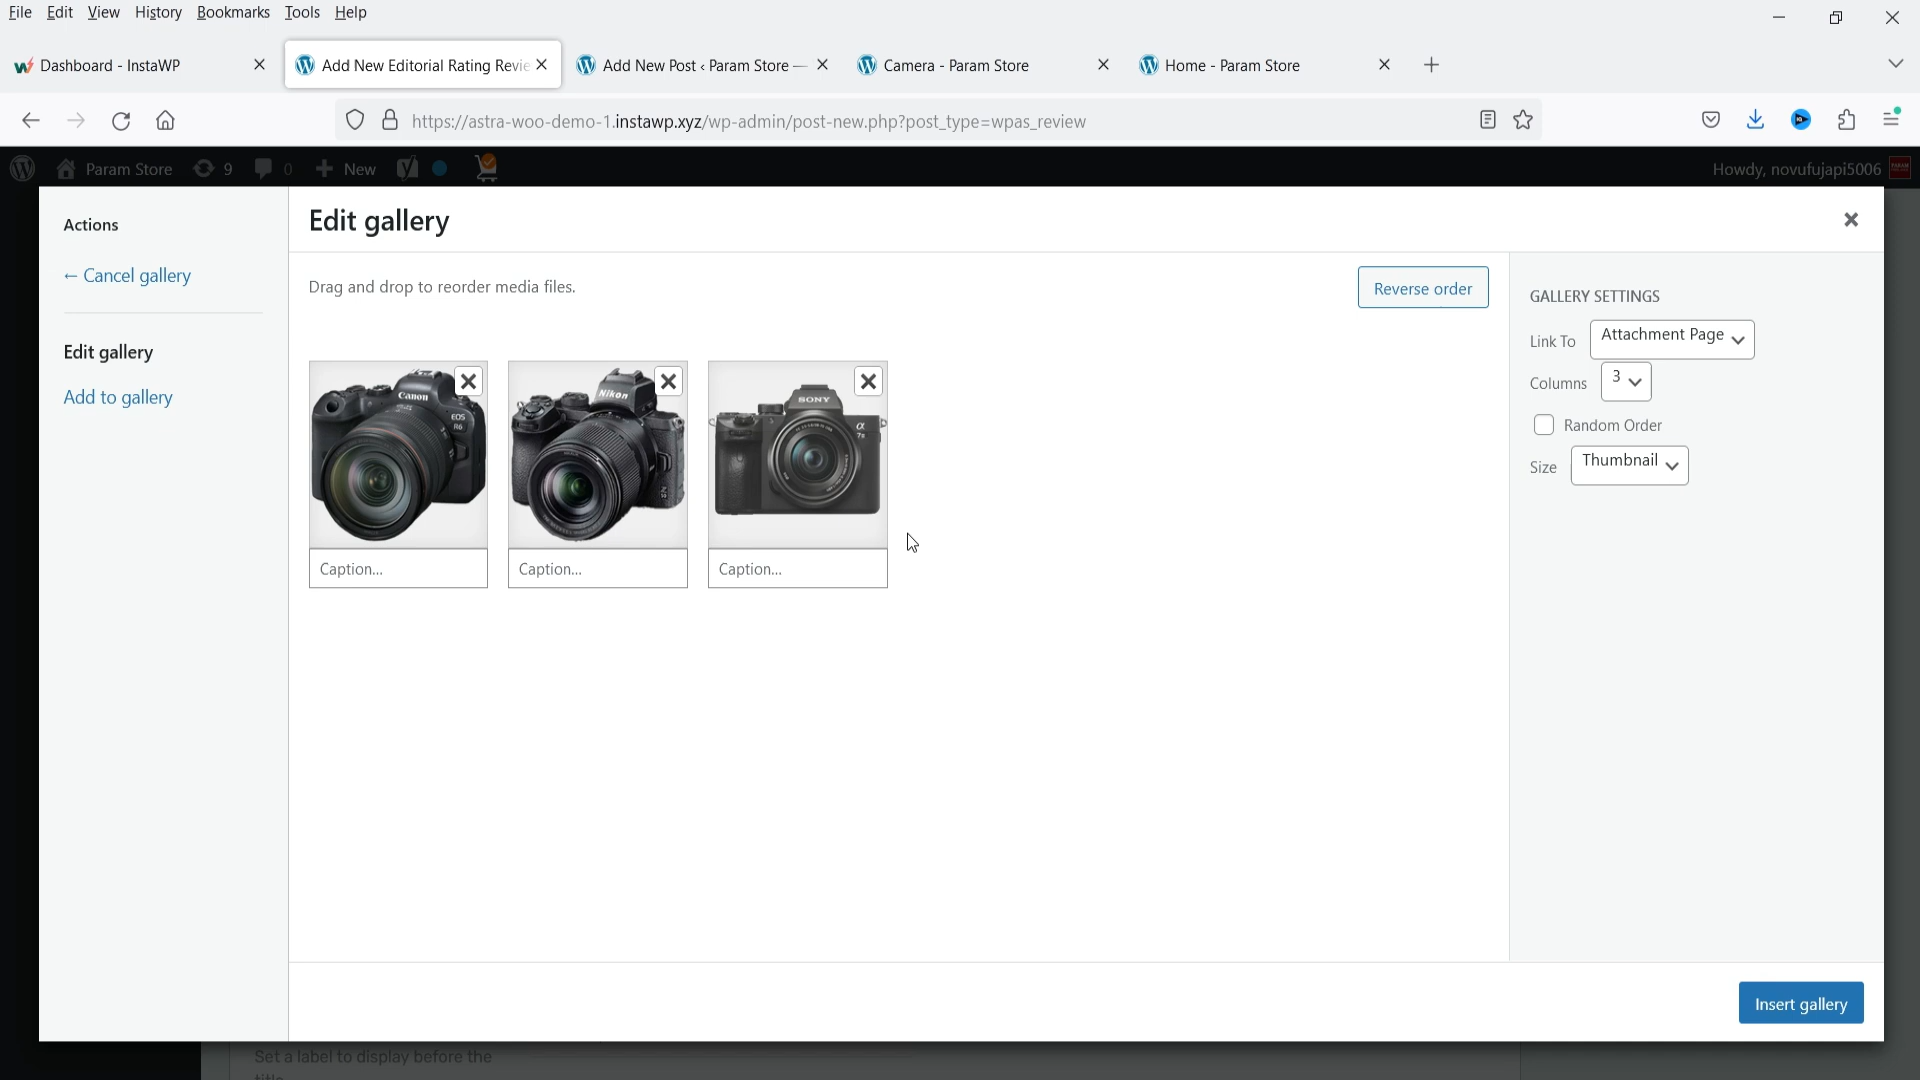 File Edit View History Bookmarks Tools Help
Dashboard - InstaWP
Add New Editorial Rating Revie
Add New Post ‹ Param Store —
Camera - Param Store
Home - Param Store
https://astra-woo-demo-1.instawp.xyz/wp-admin/post-new.php?post_type=wpas_review
Param Store 9 0 New
Howdy, novufujapi5006
Actions
← Cancel gallery
Edit gallery
Add to gallery
Edit gallery
Drag and drop to reorder media files.
Reverse order
Canon
EOS
R6
Nikon
SONY
α
7 III
Caption...
Caption...
Caption...
GALLERY SETTINGS
Link To Attachment Page
Columns 3
Random Order
Size Thumbnail
Insert gallery
Set a label to display before the